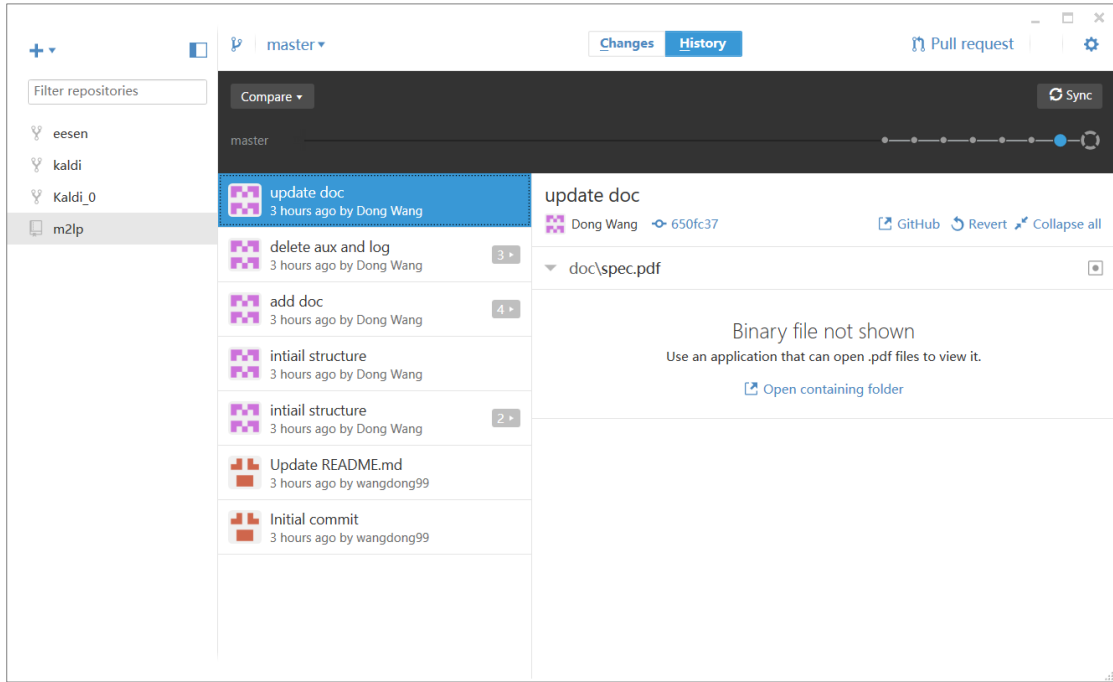 master
Changes
History
Pull request
Filter repositories
eesen
kaldi
Kaldi_0
m2lp
Compare
Sync
master
update doc
3 hours ago by Dong Wang
delete aux and log
3 hours ago by Dong Wang
3
add doc
3 hours ago by Dong Wang
4
intiail structure
3 hours ago by Dong Wang
intiail structure
3 hours ago by Dong Wang
2
Update README.md
3 hours ago by wangdong99
Initial commit
3 hours ago by wangdong99
update doc
Dong Wang 650fc37 GitHub Revert Collapse all
doc\spec.pdf
Binary file not shown
Use an application that can open .pdf files to view it.
Open containing folder